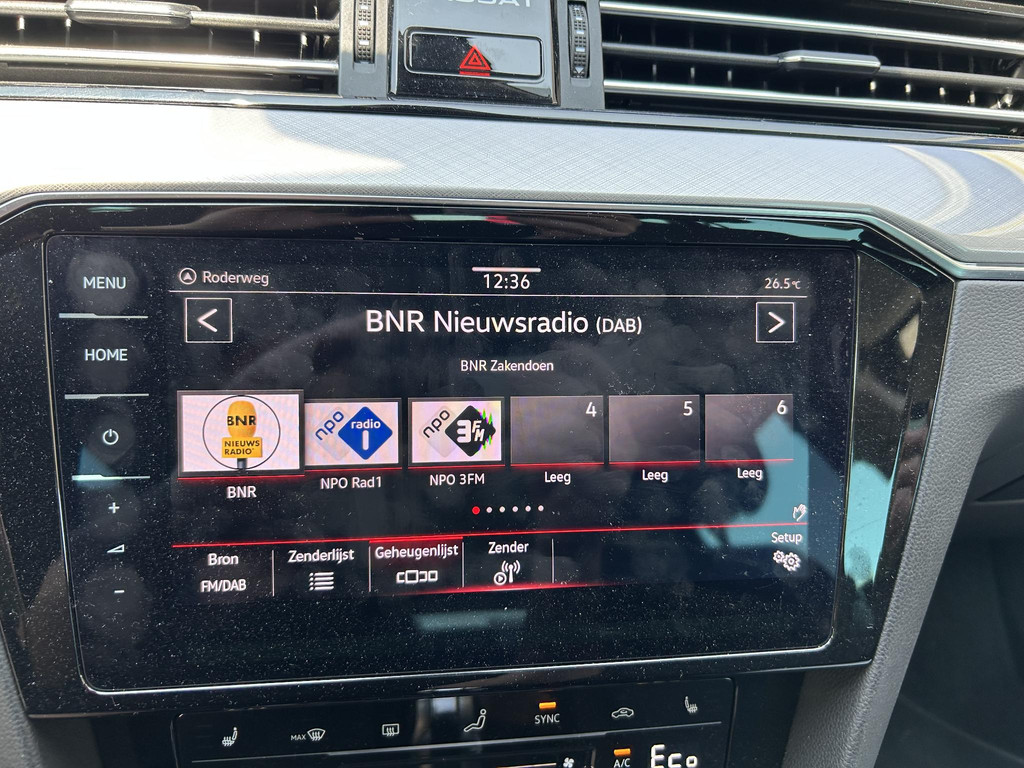 MENU
HOME
Roderweg
12:36
26.5℃
BNR Nieuwsradio (DAB)
BNR Zakendoen
BNR
NIEUWS
RADIO
npo
radio
1
npo
3FM
4
5
6
BNR
NPO Rad1
NPO 3FM
Leeg
Leeg
Leeg
Bron
FM/DAB
Zenderlijst
Geheugenlijst
Zender
Setup
MAX
SYNC
A/C
Eco